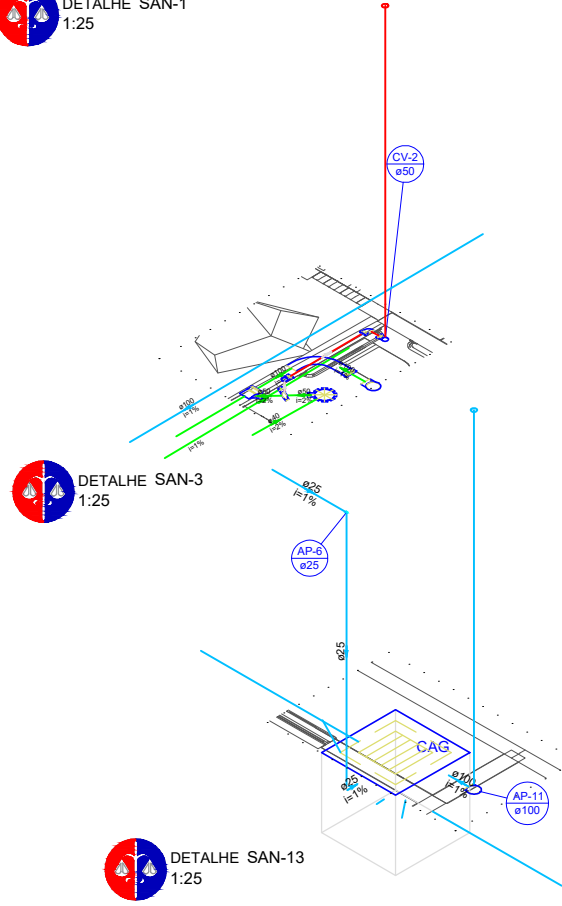 DETALHE SAN-1
1:25
CV-2
ø50
ø100
ø100
i=1%
ø50
i=2%
ø40
i=2%
i=1%
DETALHE SAN-3
1:25
ø25
i=1%
AP-6
ø25
ø25
CAG
ø25
i=1%
ø100
i=1%
AP-11
ø100
DETALHE SAN-13
1:25